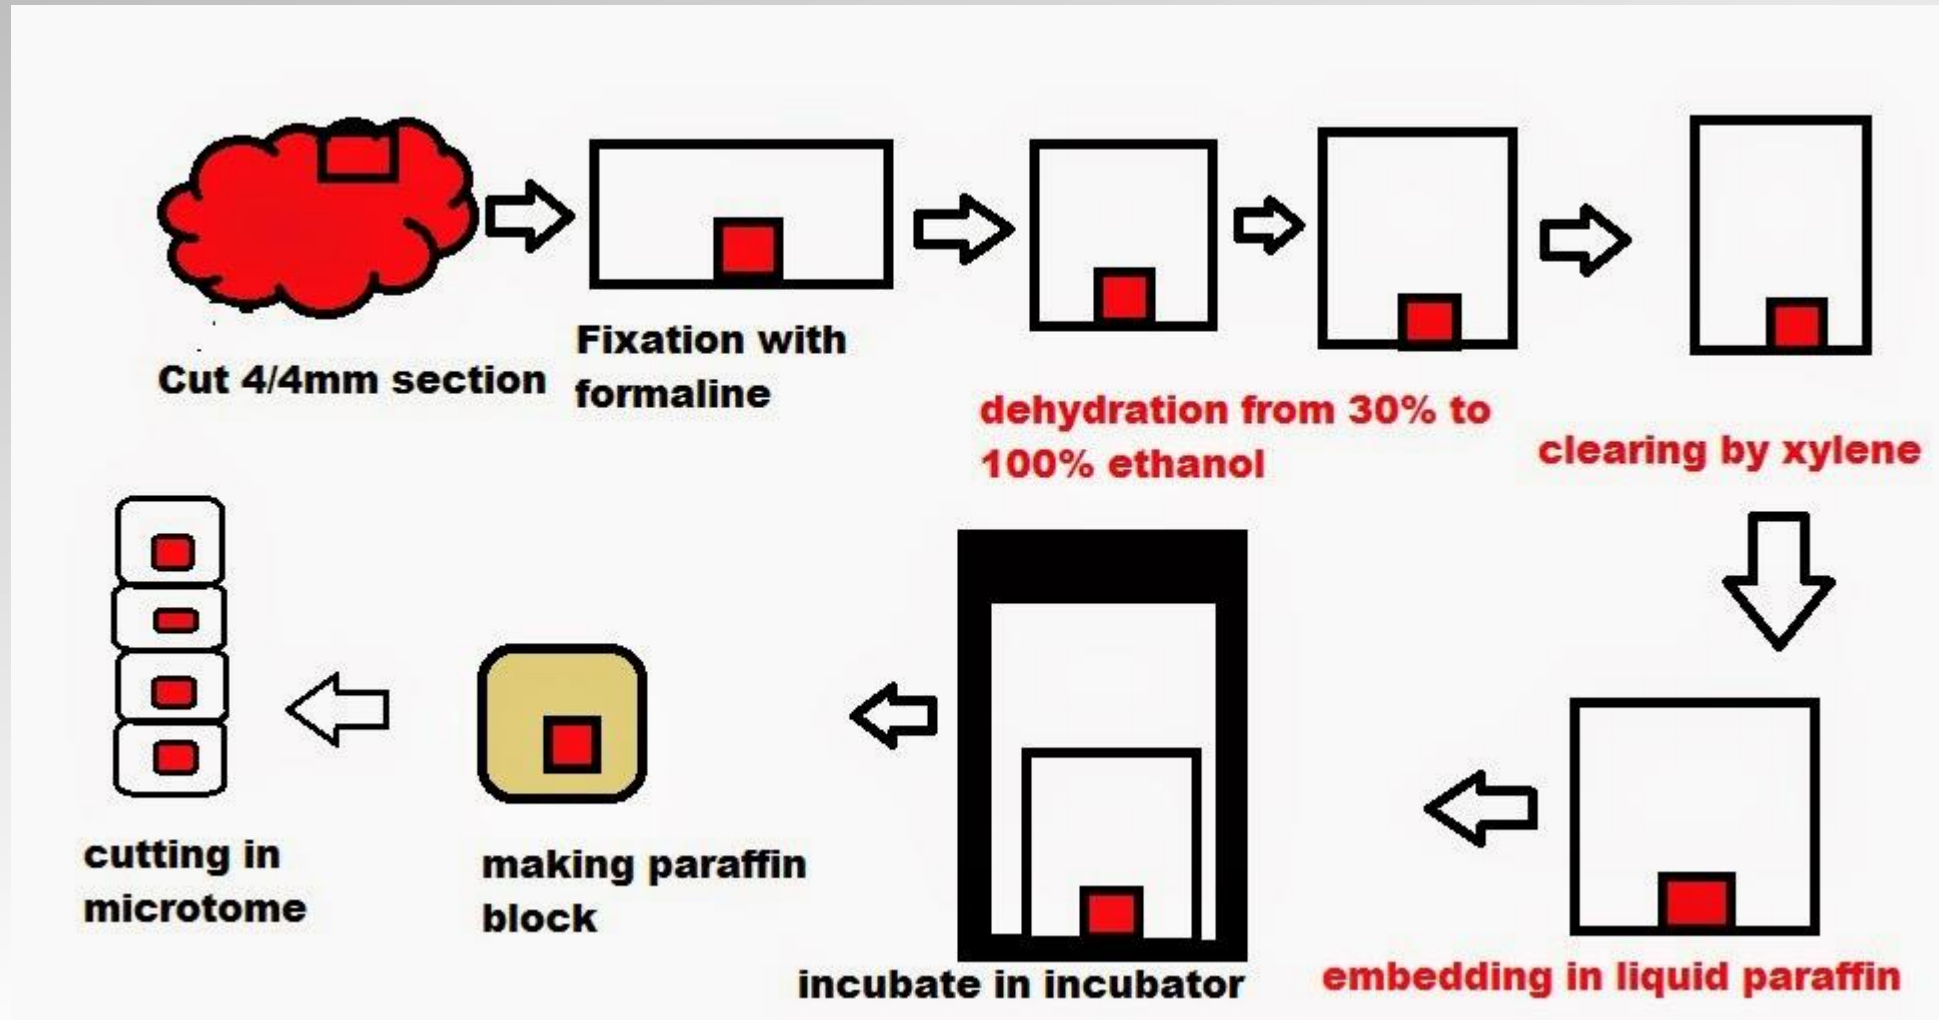 Cut 4/4mm section
Fixation with
formaline
dehydration from 30% to
100% ethanol
clearing by xylene
embedding in liquid paraffin
incubate in incubator
making paraffin
block
cutting in
microtome